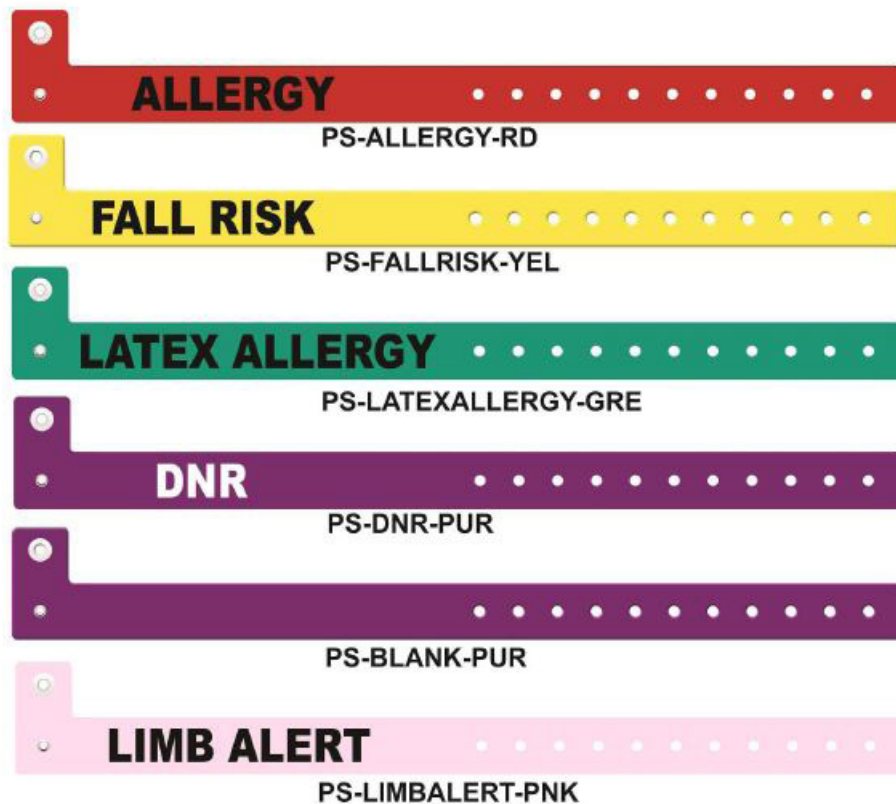 ALLERGY
PS-ALLERGY-RD
FALL RISK
PS-FALLRISK-YEL
LATEX ALLERGY
PS-LATEXALLERGY-GRE
DNR
PS-DNR-PUR
PS-BLANK-PUR
LIMB ALERT
PS-LIMBALERT-PNK